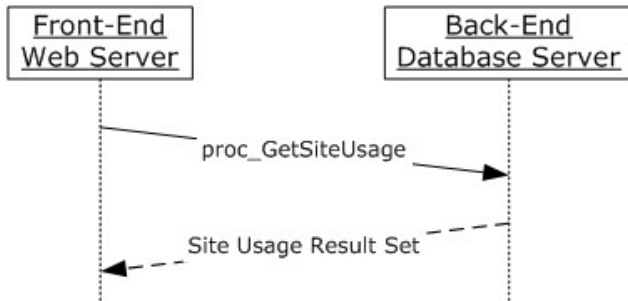 Front-End
Web Server
Back-End
Database Server
proc_GetSiteUsage
Site Usage Result Set